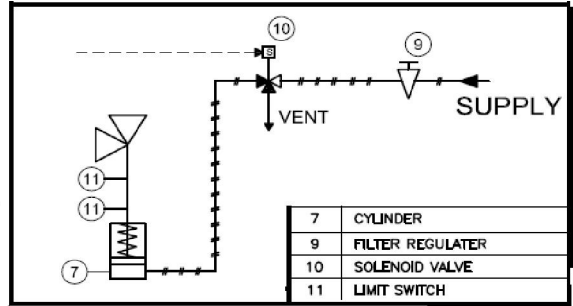 10
S
9
SUPPLY
VENT
11
11
7
7 CYLINDER
9 FILTER REGULATER
10 SOLENOID VALVE
11 LIMIT SWITCH